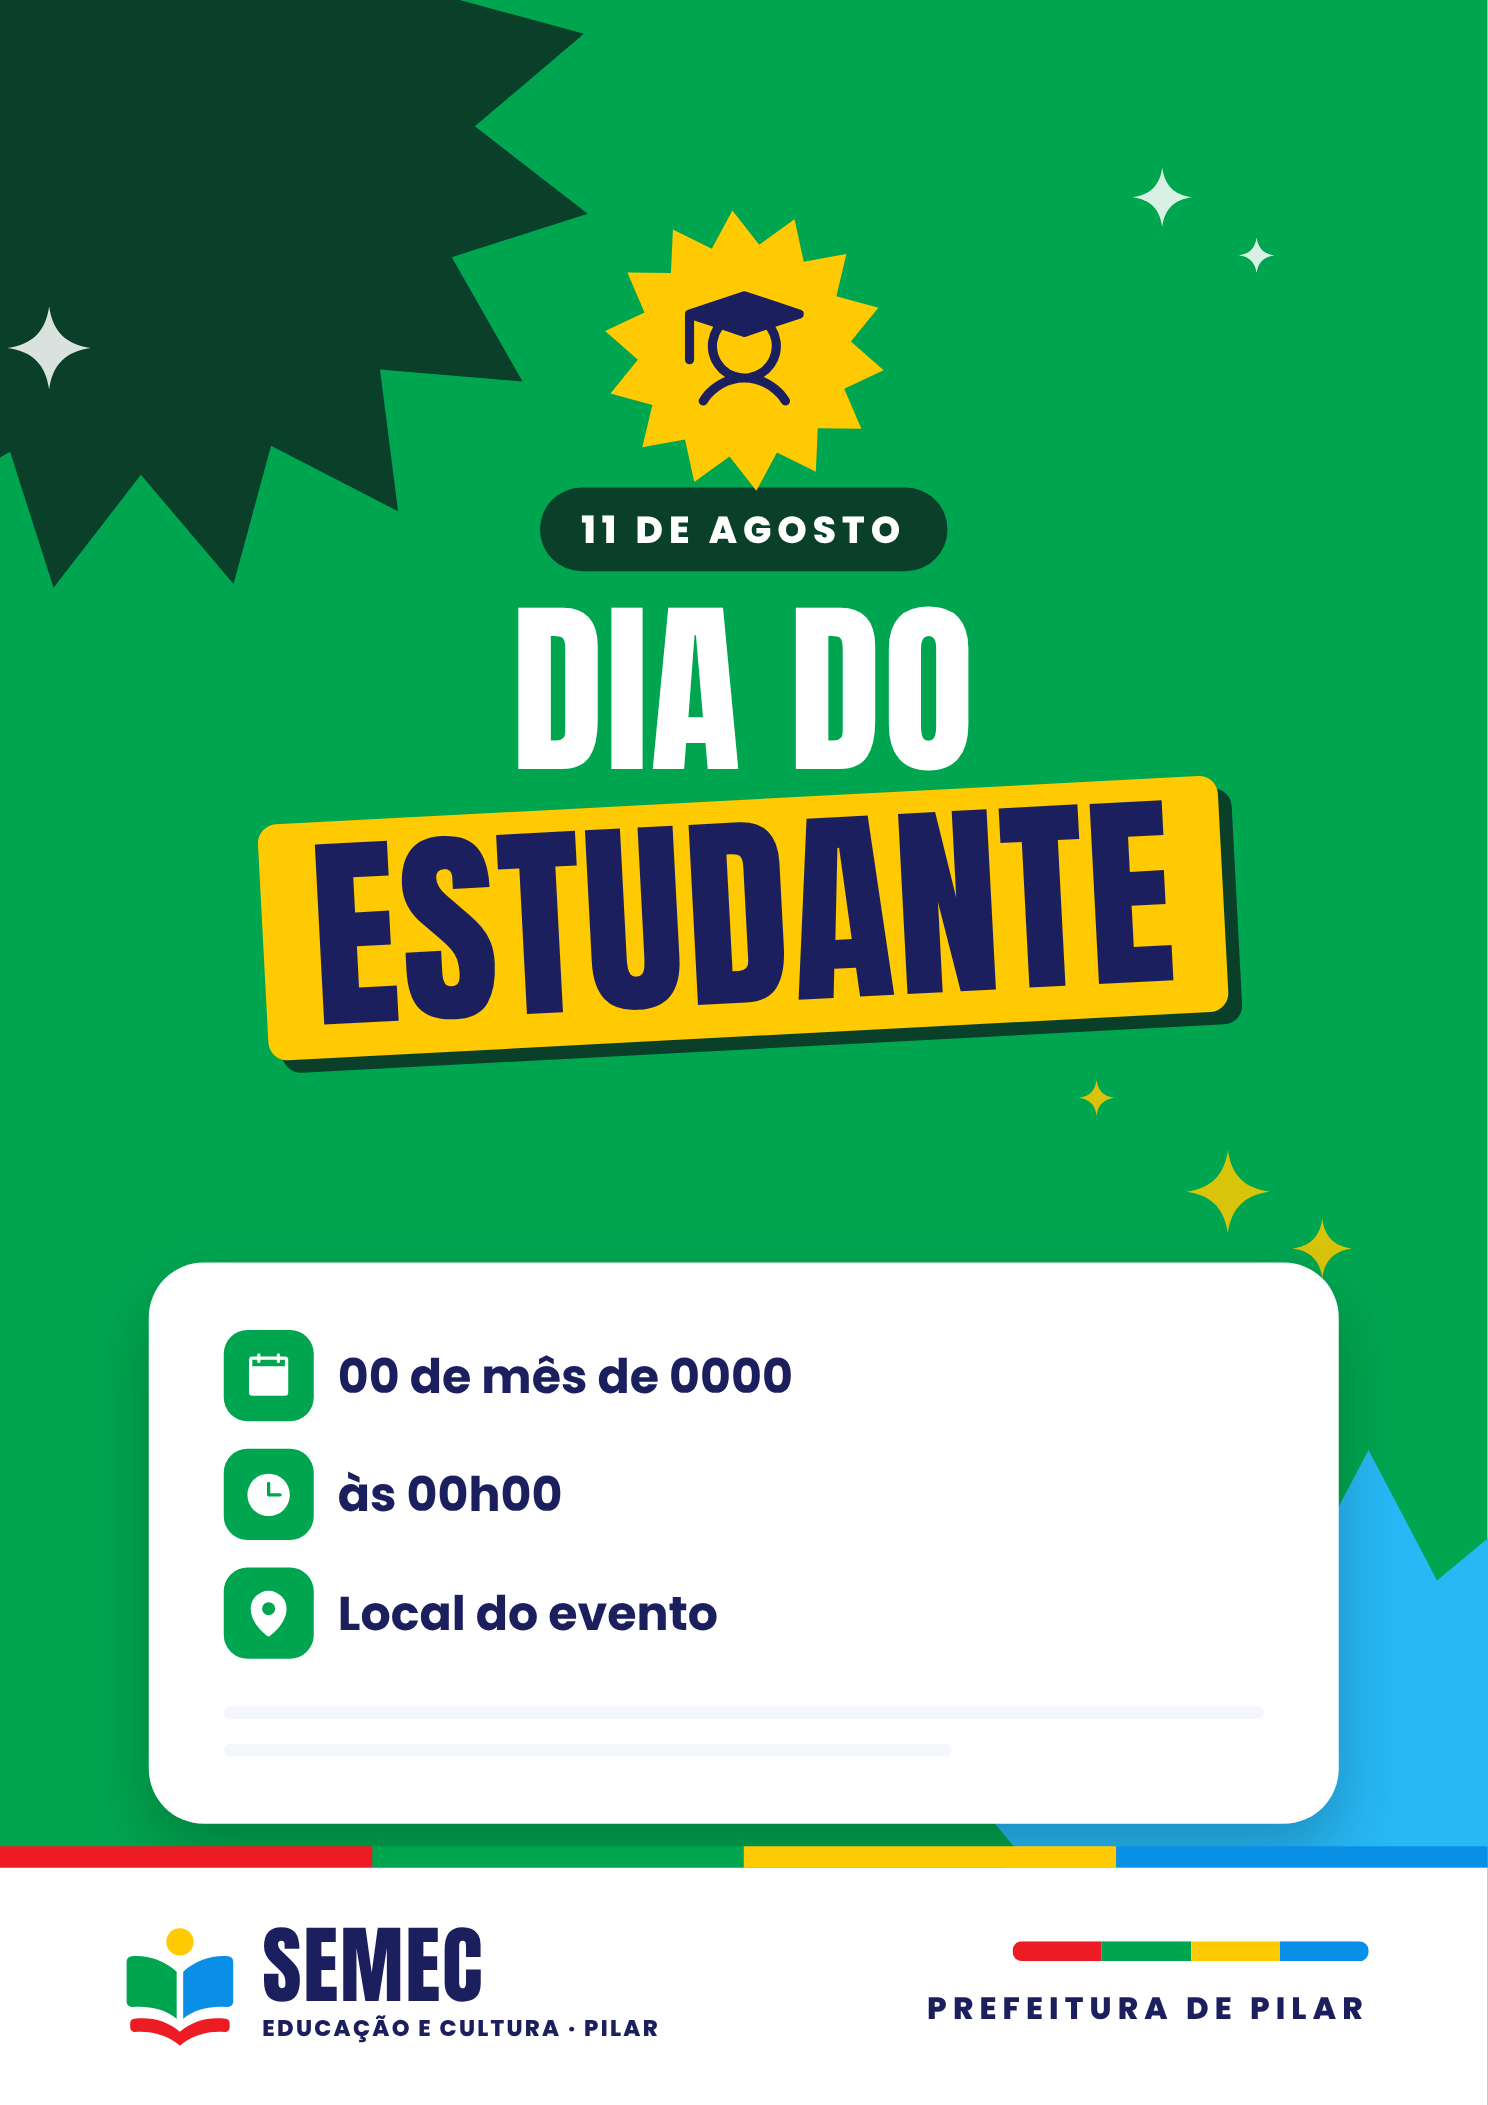 11 DE AGOSTO
DIA DO
ESTUDANTE
00 de mês de 0000
às 00h00
Local do evento
SEMEC
EDUCAÇÃO E CULTURA · PILAR
PREFEITURA DE PILAR